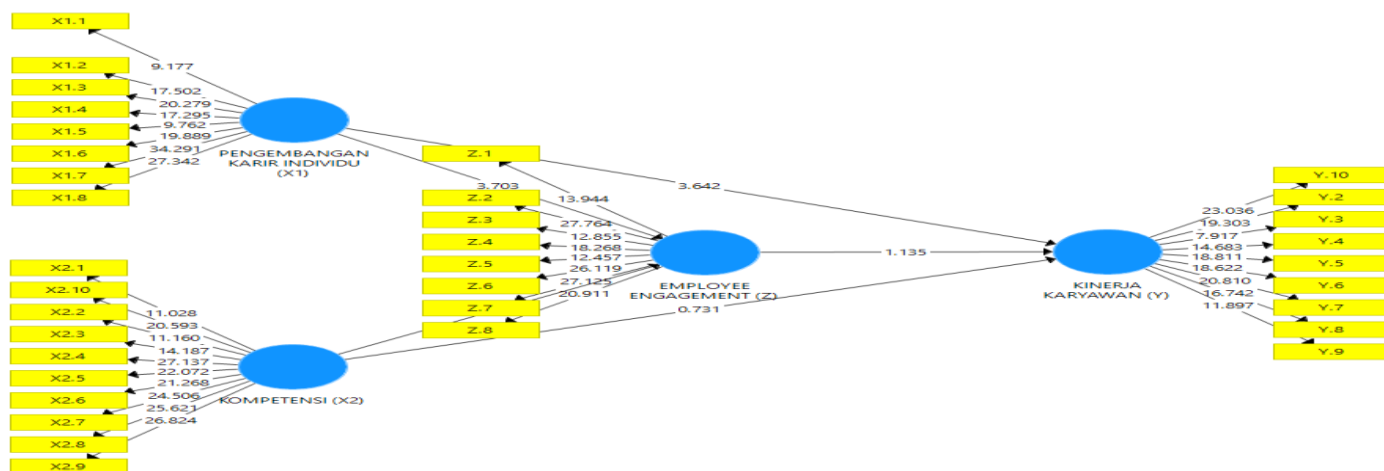 X1.1
9.177
X1.2
17.502
X1.3
20.279
X1.4
17.295
9.762
X1.5
19.889
X1.6
34.291
27.342
X1.7
X1.8
PENGEMBANGAN
KARIR INDIVIDU
(X1)
Z.1
3.703
3.642
13.944
Z.2
27.764
Z.3
12.855
Z.4
18.268
12.457
Z.5
26.119
Z.6
27.125
20.911
Z.7
Z.8
EMPLOYEE
ENGAGEMENT (Z)
1.135
0.731
Y.10
23.036
Y.2
19.303
Y.3
7.917
Y.4
14.683
18.811
Y.5
18.622
Y.6
20.810
16.742
Y.7
11.897
Y.8
Y.9
KINERJA
KARYAWAN (Y)
X2.1
X2.10
11.028
X2.2
20.593
11.160
X2.3
14.187
X2.4
27.137
22.072
X2.5
21.268
X2.6
24.506
25.621
X2.7
26.824
X2.8
X2.9
KOMPETENSI (X2)